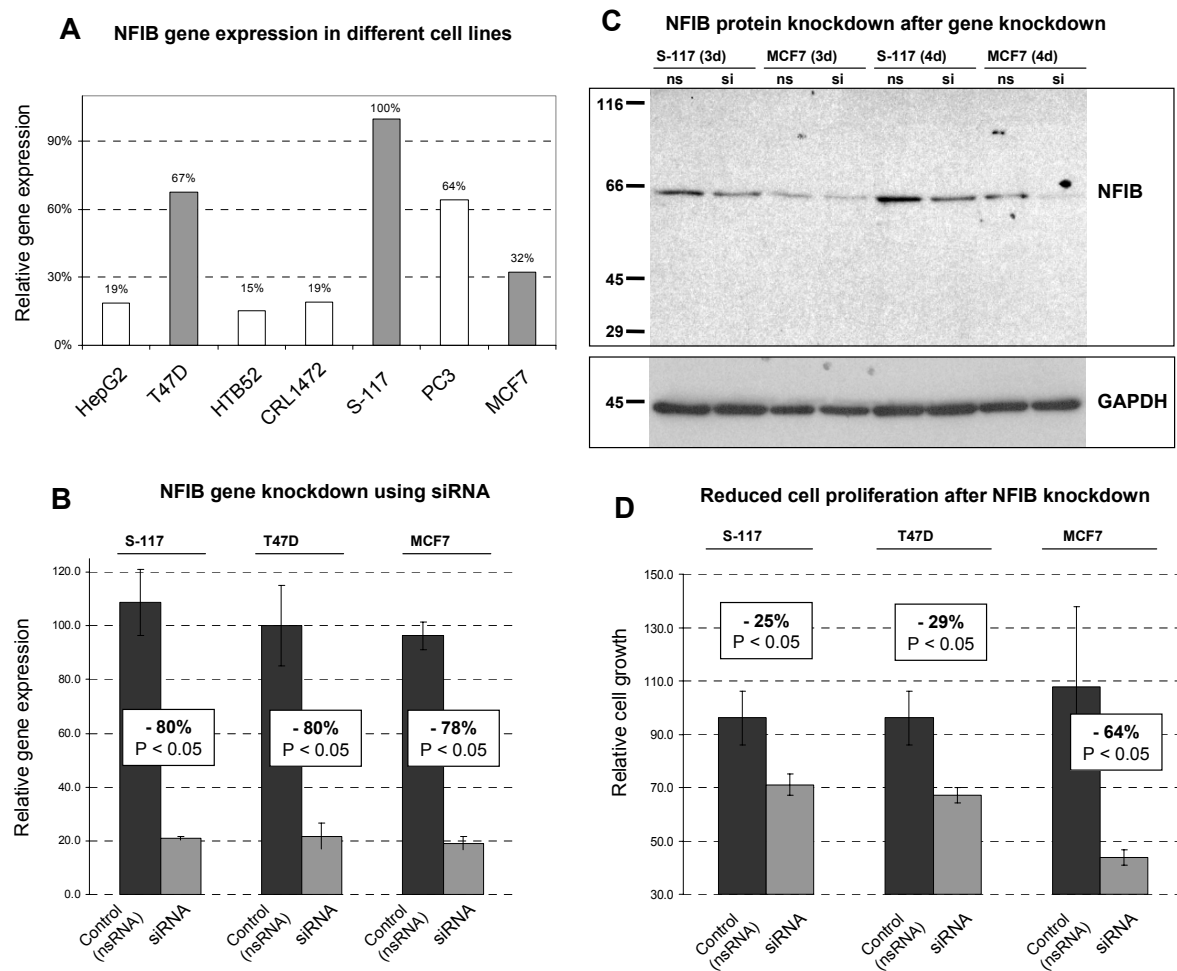 A
NFIB gene expression in different cell lines
Relative gene expression
90%
60%
30%
0%
19%
67%
15%
19%
100%
64%
32%
HepG2
T47D
HTB52
CRL1472
S-117
PC3
MCF7
B
NFIB gene knockdown using siRNA
S-117
T47D
MCF7
Relative gene expression
120.0
100.0
80.0
60.0
40.0
20.0
0.0
- 80%
P < 0.05
- 80%
P < 0.05
- 78%
P < 0.05
Control
(nsRNA)
siRNA
Control
(nsRNA)
siRNA
Control
(nsRNA)
siRNA
C
NFIB protein knockdown after gene knockdown
S-117 (3d) MCF7 (3d) S-117 (4d) MCF7 (4d)
ns si ns si ns si ns si
116
66
45
29
NFIB
45
GAPDH
D
Reduced cell proliferation after NFIB knockdown
S-117
T47D
MCF7
Relative cell growth
150.0
130.0
110.0
90.0
70.0
50.0
30.0
- 25%
P < 0.05
- 29%
P < 0.05
- 64%
P < 0.05
Control
(nsRNA)
siRNA
Control
(nsRNA)
siRNA
Control
(nsRNA)
siRNA